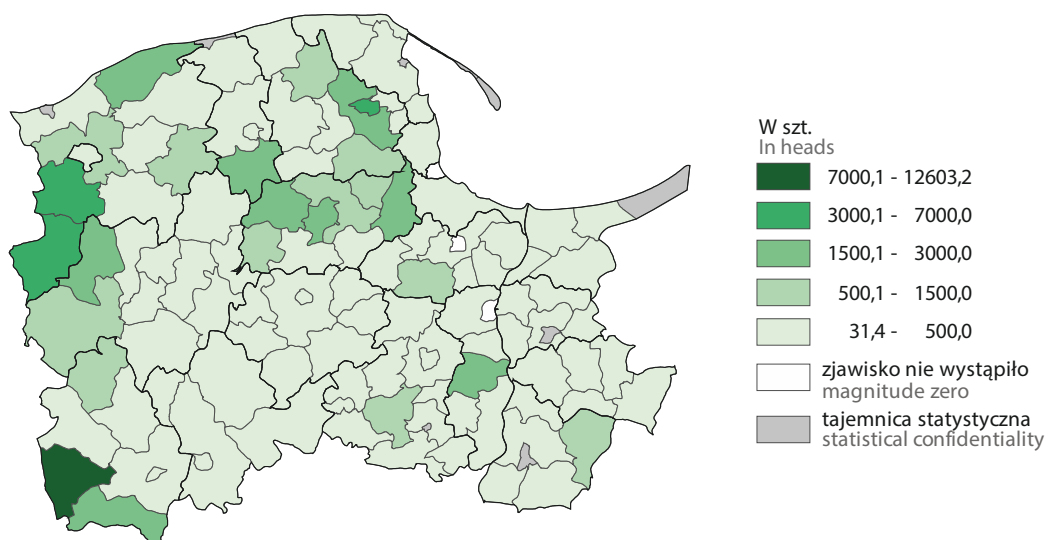 W szt.
In heads
7000,1 - 12603,2
3000,1 - 7000,0
1500,1 - 3000,0
500,1 - 1500,0
31,4 - 500,0
zjawisko nie wystąpiło
magnitude zero
tajemnica statystyczna
statistical confidentiality